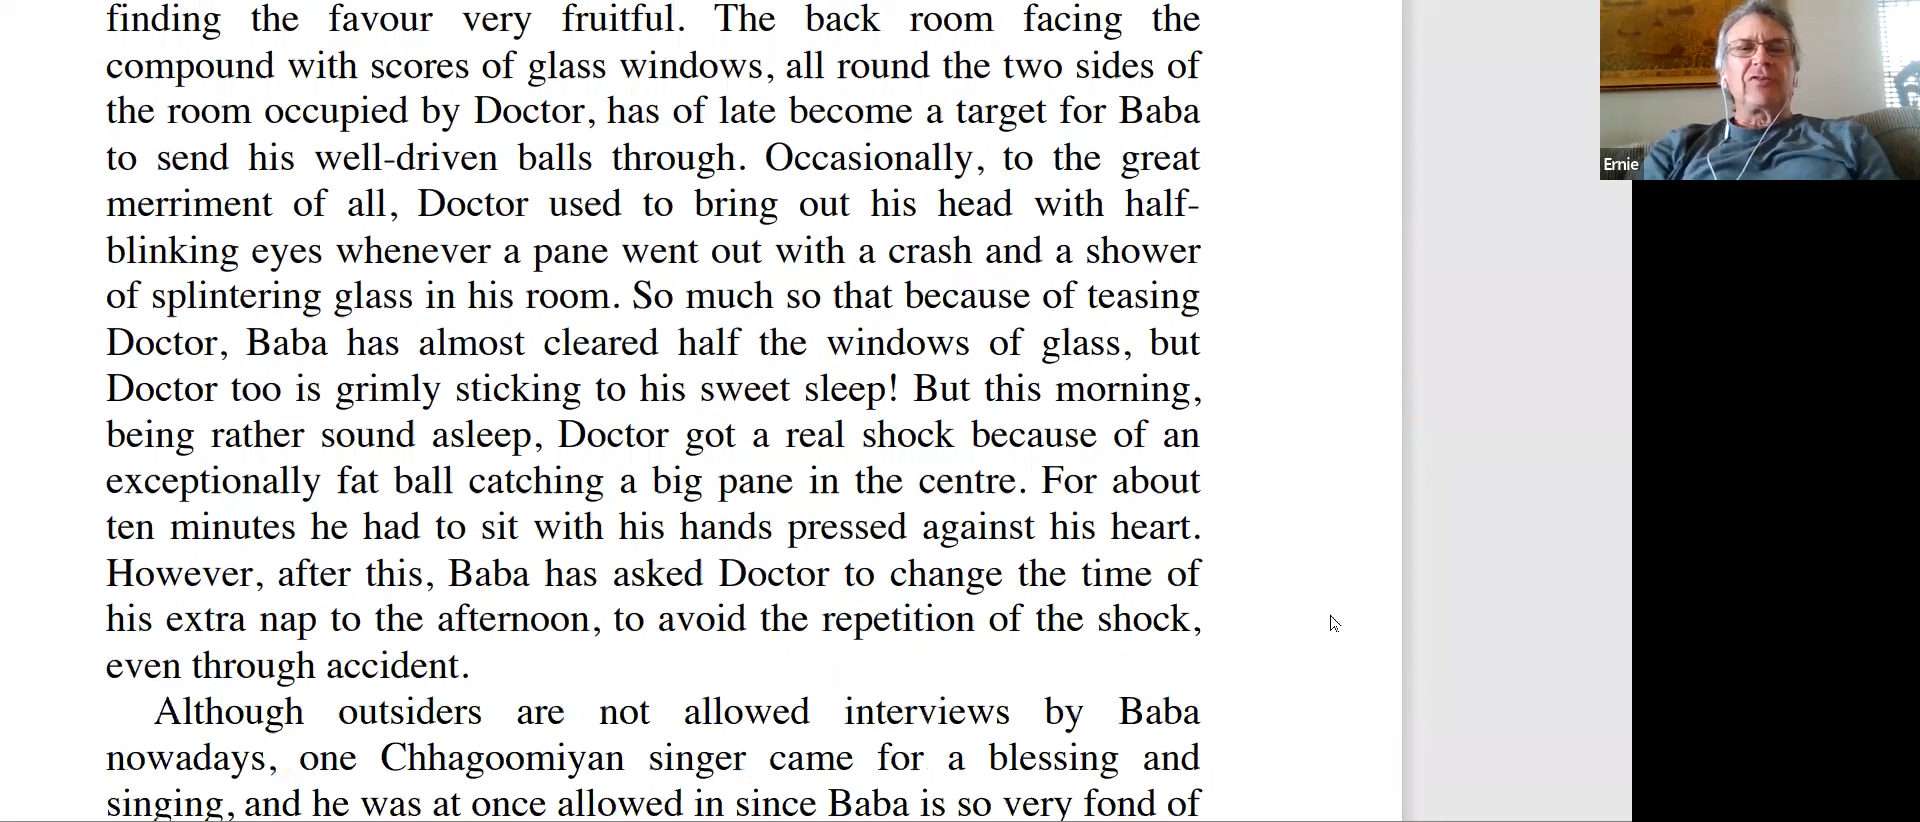 finding the favour very fruitful. The back room facing the
compound with scores of glass windows, all round the two sides of
the room occupied by Doctor, has of late become a target for Baba
to send his well-driven balls through. Occasionally, to the great
merriment of all, Doctor used to bring out his head with half-
blinking eyes whenever a pane went out with a crash and a shower
of splintering glass in his room. So much so that because of teasing
Doctor, Baba has almost cleared half the windows of glass, but
Doctor too is grimly sticking to his sweet sleep! But this morning,
being rather sound asleep, Doctor got a real shock because of an
exceptionally fat ball catching a big pane in the centre. For about
ten minutes he had to sit with his hands pressed against his heart.
However, after this, Baba has asked Doctor to change the time of
his extra nap to the afternoon, to avoid the repetition of the shock,
even through accident.
Although outsiders are not allowed interviews by Baba
nowadays, one Chhagoomiyan singer came for a blessing and
singing, and he was at once allowed in since Baba is so very fond of
Ernie